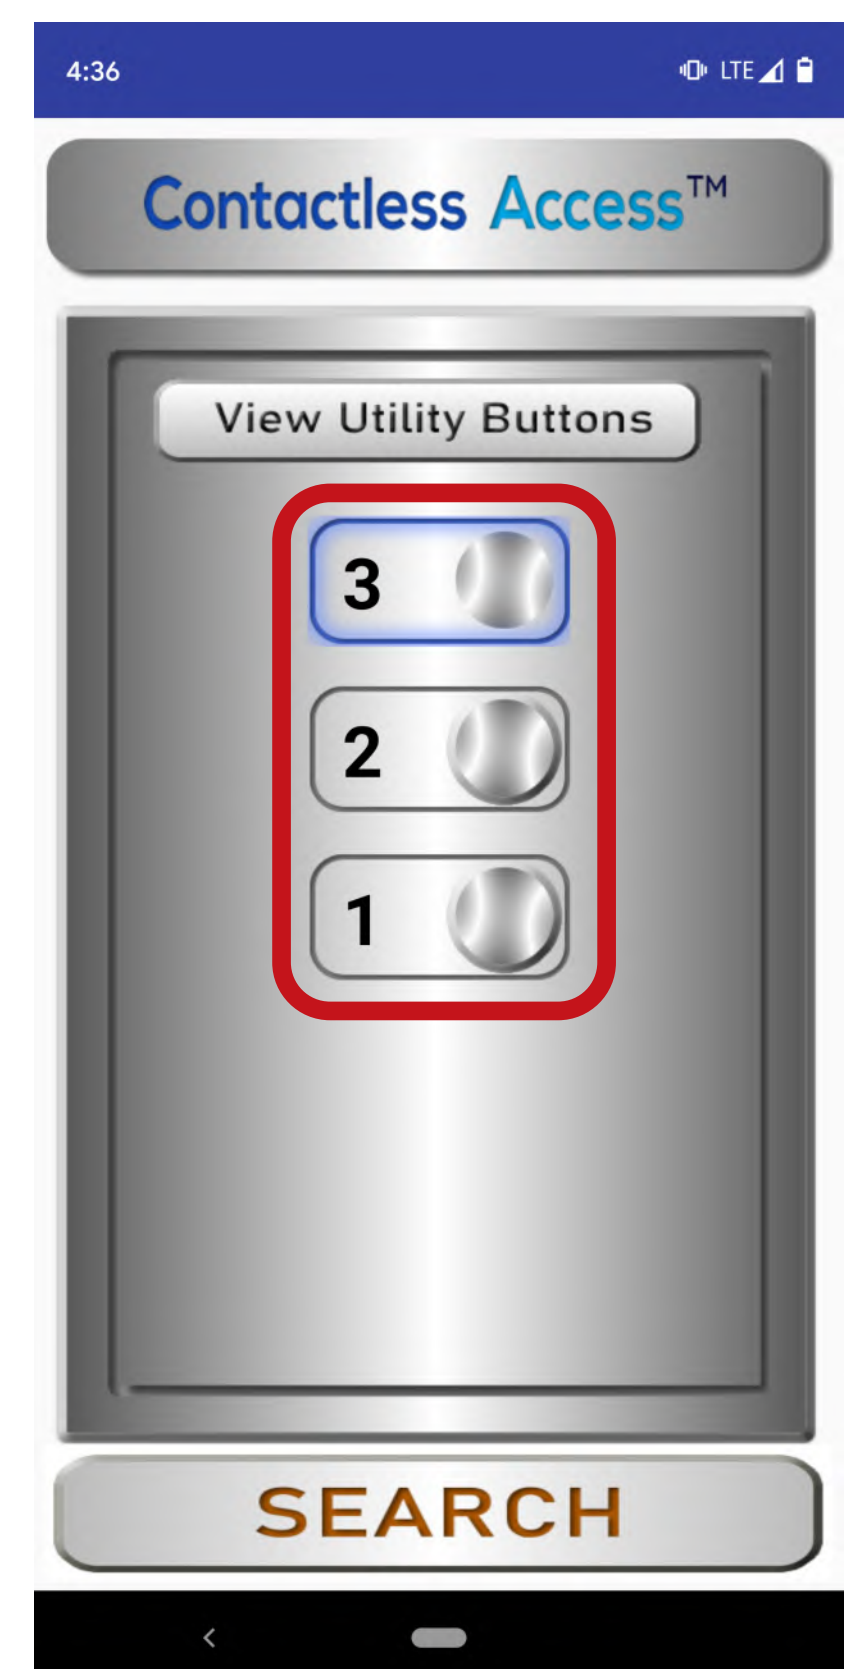 4:36 LTE
Contactless Access™
View Utility Buttons
3
2
1
SEARCH